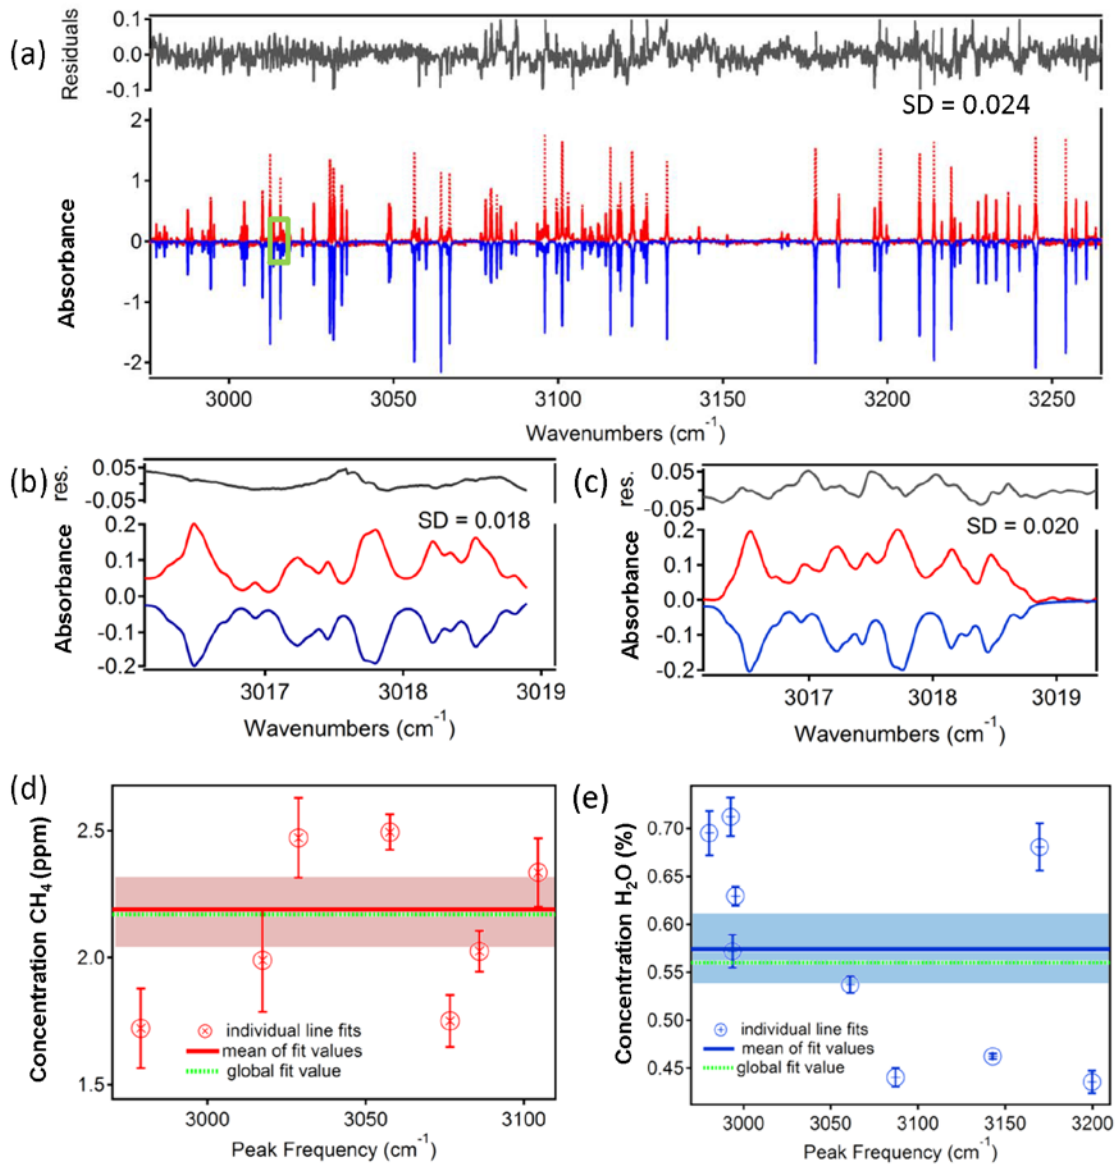 (a)
Residuals
0.1
0.0
-0.1
SD = 0.024
Absorbance
2
1
0
-1
-2
3000 3050 3100 3150 3200 3250
Wavenumbers (cm-1)
(b)
res.
0.05
-0.05
SD = 0.018
Absorbance
0.2
0.1
0.0
-0.1
-0.2
3017 3018 3019
Wavenumbers (cm-1)
(c)
res.
0.05
-0.05
0.05
SD = 0.020
Absorbance
0.2
0.1
0.0
-0.1
-0.2
3017 3018 3019
Wavenumbers (cm-1)
(d)
Concentration CH4 (ppm)
2.5
2.0
1.5
individual line fits
mean of fit values
global fit value
3000 3050 3100
Peak Frequency (cm-1)
(e)
Concentration H2O (%)
0.70
0.65
0.60
0.55
0.50
0.45
individual line fits
mean of fit values
global fit value
3000 3050 3100 3150 3200
Peak Frequency (cm-1)